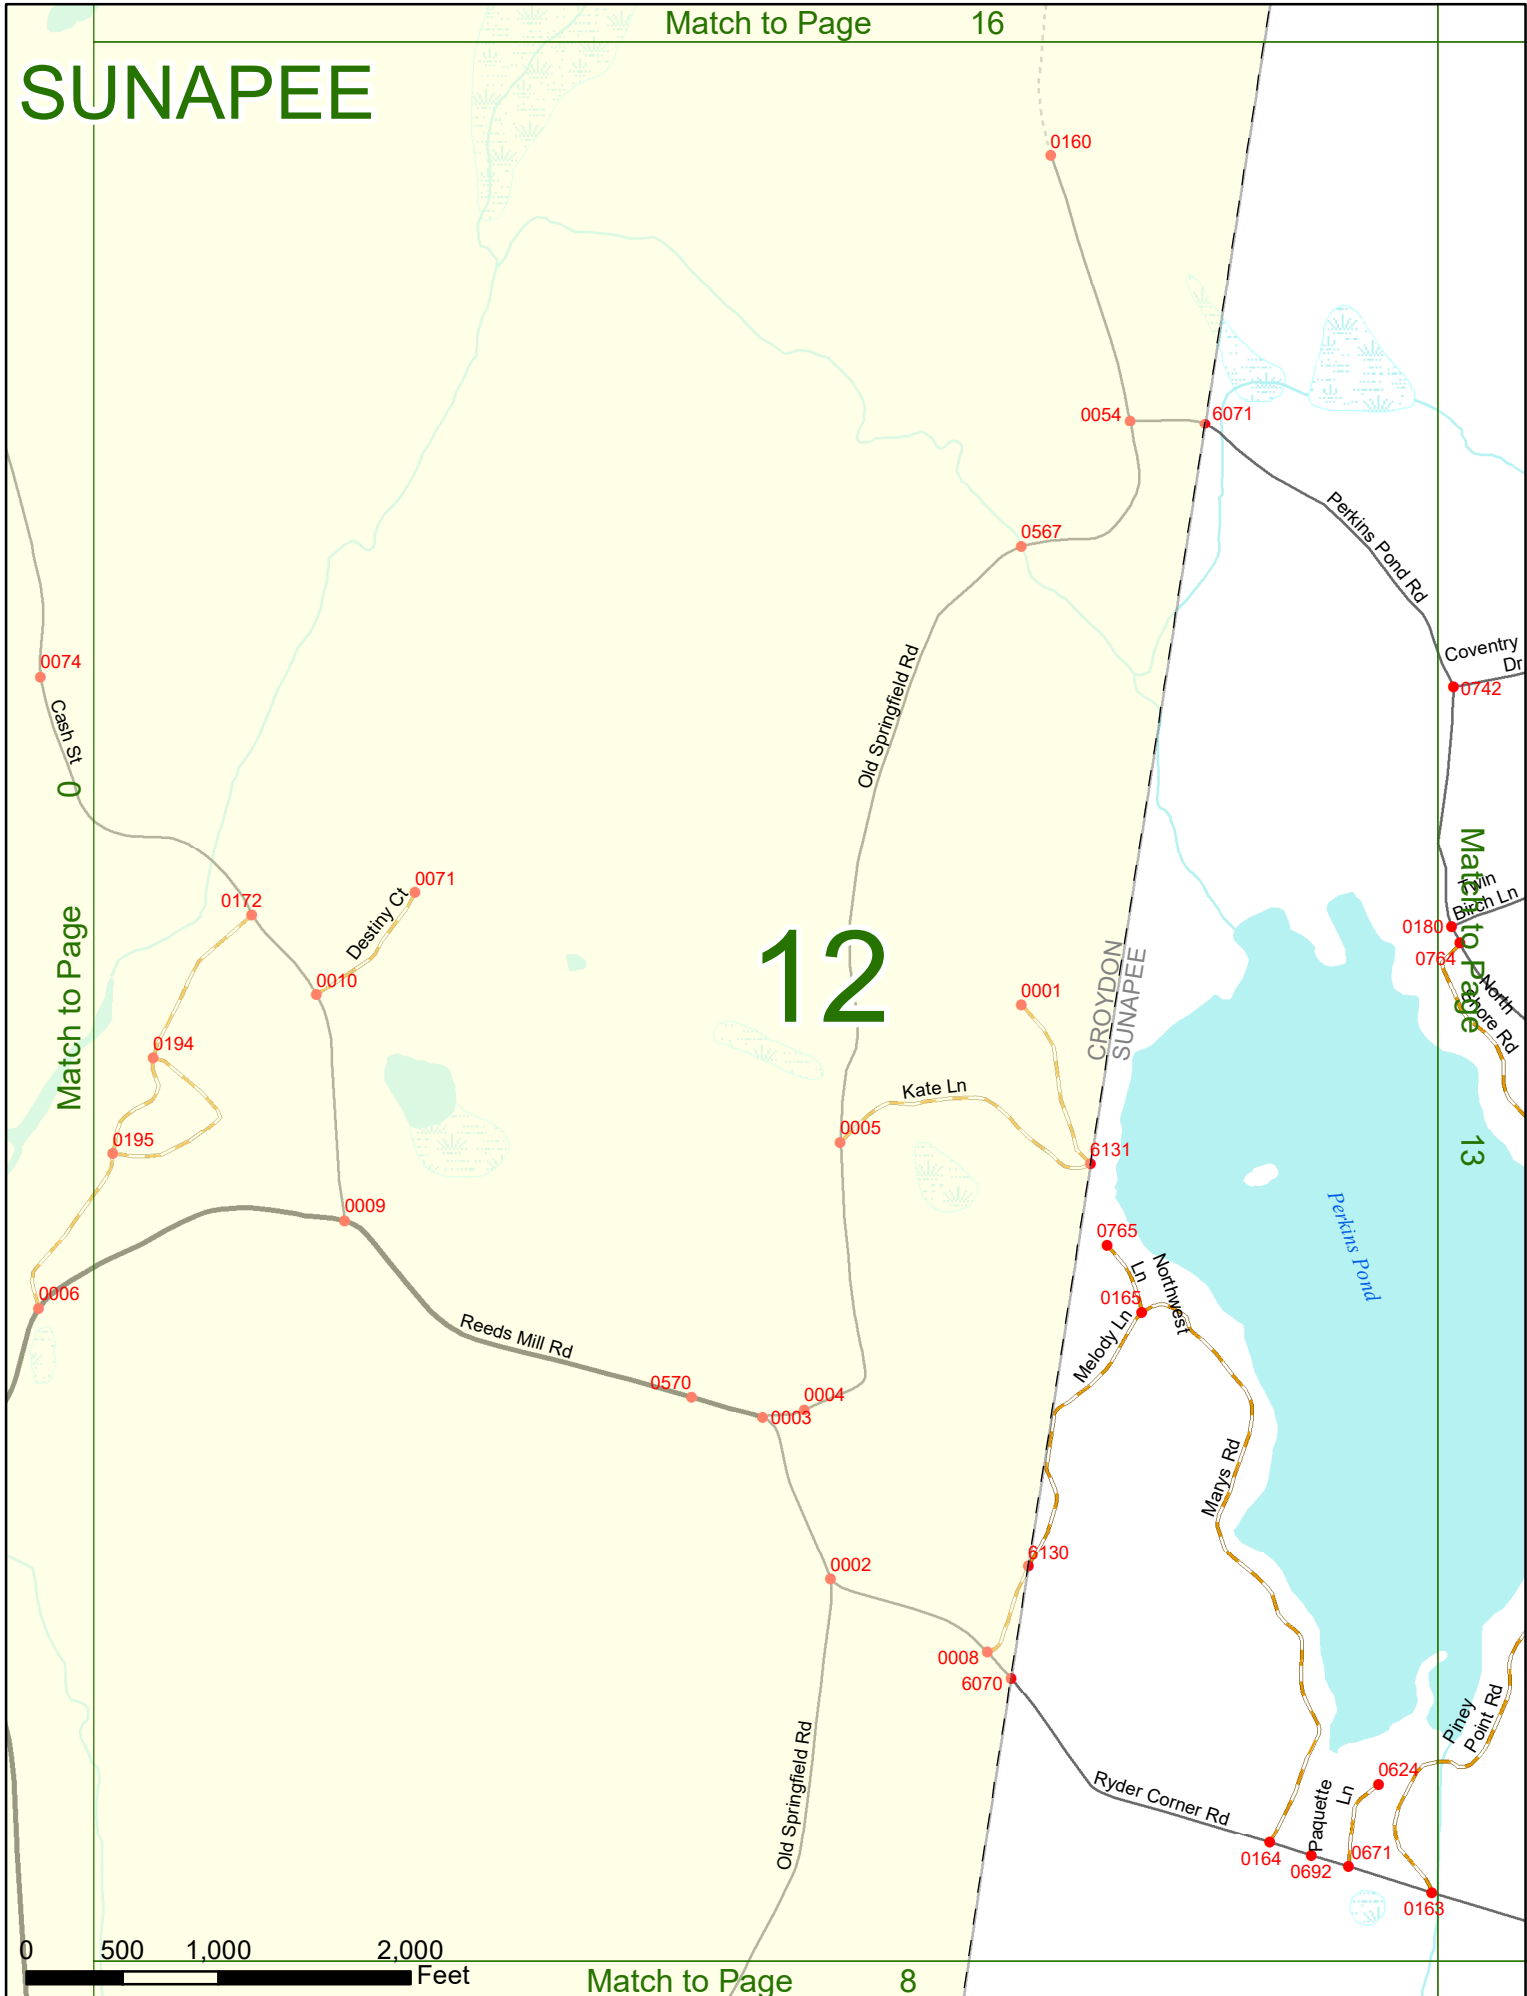 Match to Page 16
SUNAPEE
0160
0054
6071
0567
Perkins Pond Rd
0074
Coventry
Dr
0742
Cash St
Old Springfield Rd
Match to Page 0
0071
0172
Destiny Ct
Twin
Birch Ln
0180
0764
North
Shore Rd
Match to Page 13
12
0010
0001
CROYDON
SUNAPEE
0194
Kate Ln
0005
0195
6131
0009
0765
Perkins Pond
Northwest
Ln
0165
0006
Melody Ln
Reeds Mill Rd
0570
0004
0003
Marys Rd
6130
0002
0008
6070
Piney
Point Rd
Old Springfield Rd
0624
Ryder Corner Rd
Paquette
Ln
0164
0692
0671
0163
0 500 1,000 2,000
Feet
Match to Page 8